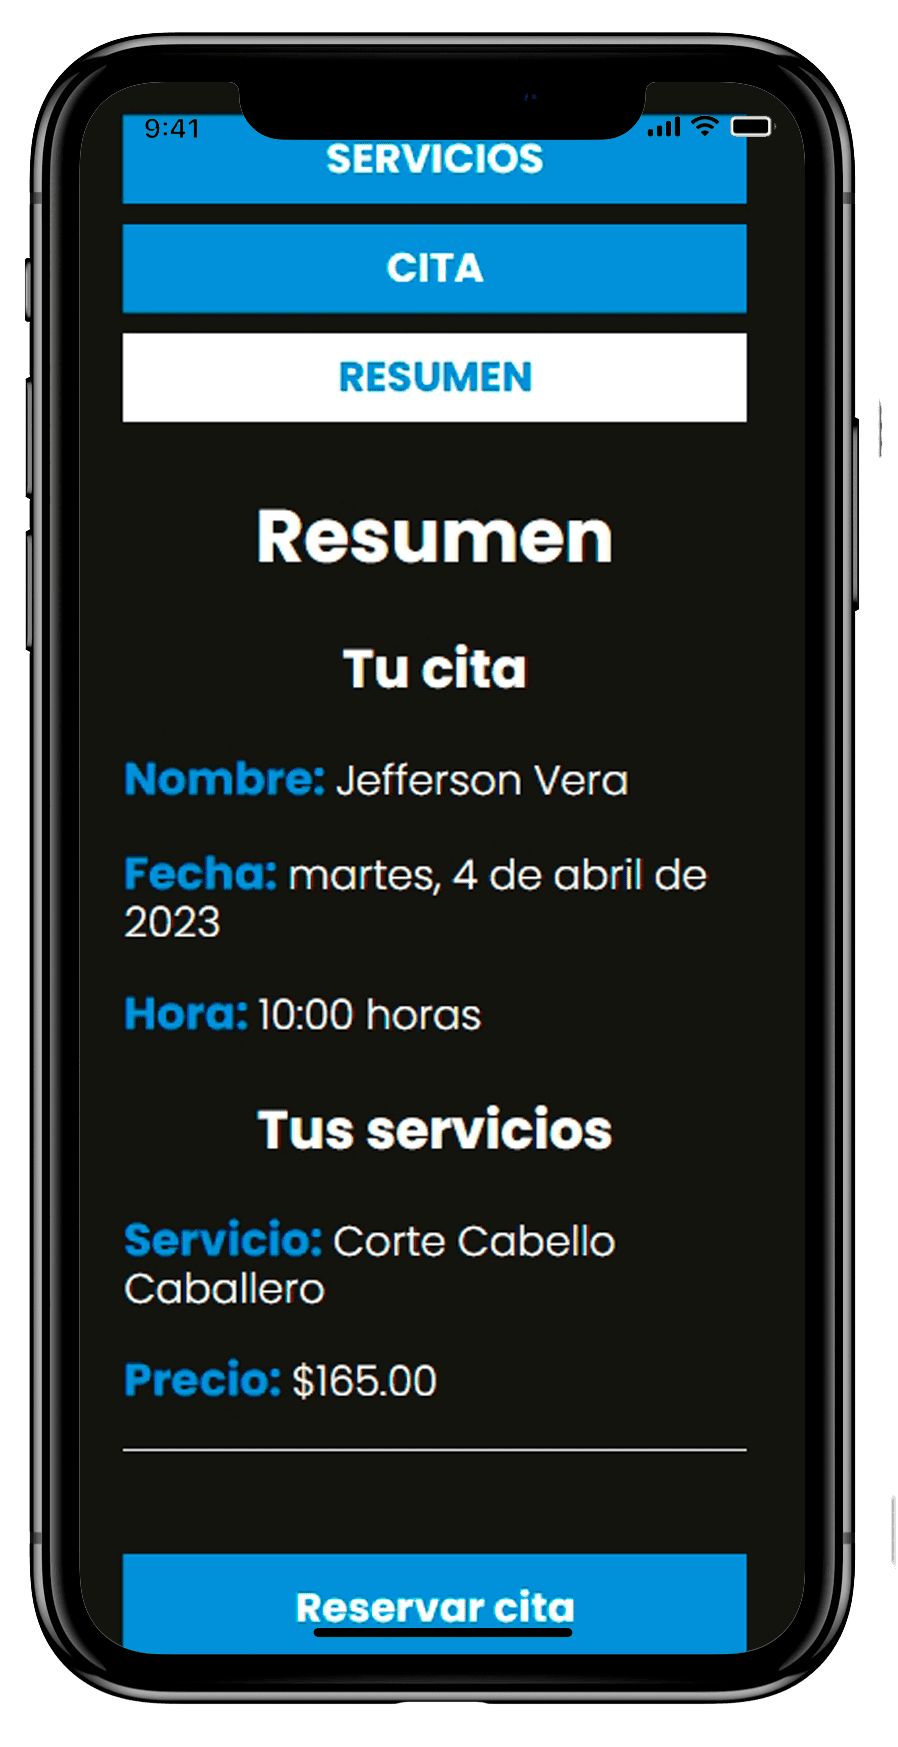 9:41
SERVICIOS
CITA
RESUMEN
Resumen
Tu cita
Nombre: Jefferson Vera
Fecha: martes, 4 de abril de
2023
Hora: 10:00 horas
Tus servicios
Servicio: Corte Cabello
Caballero
Precio: $165.00
Reservar cita